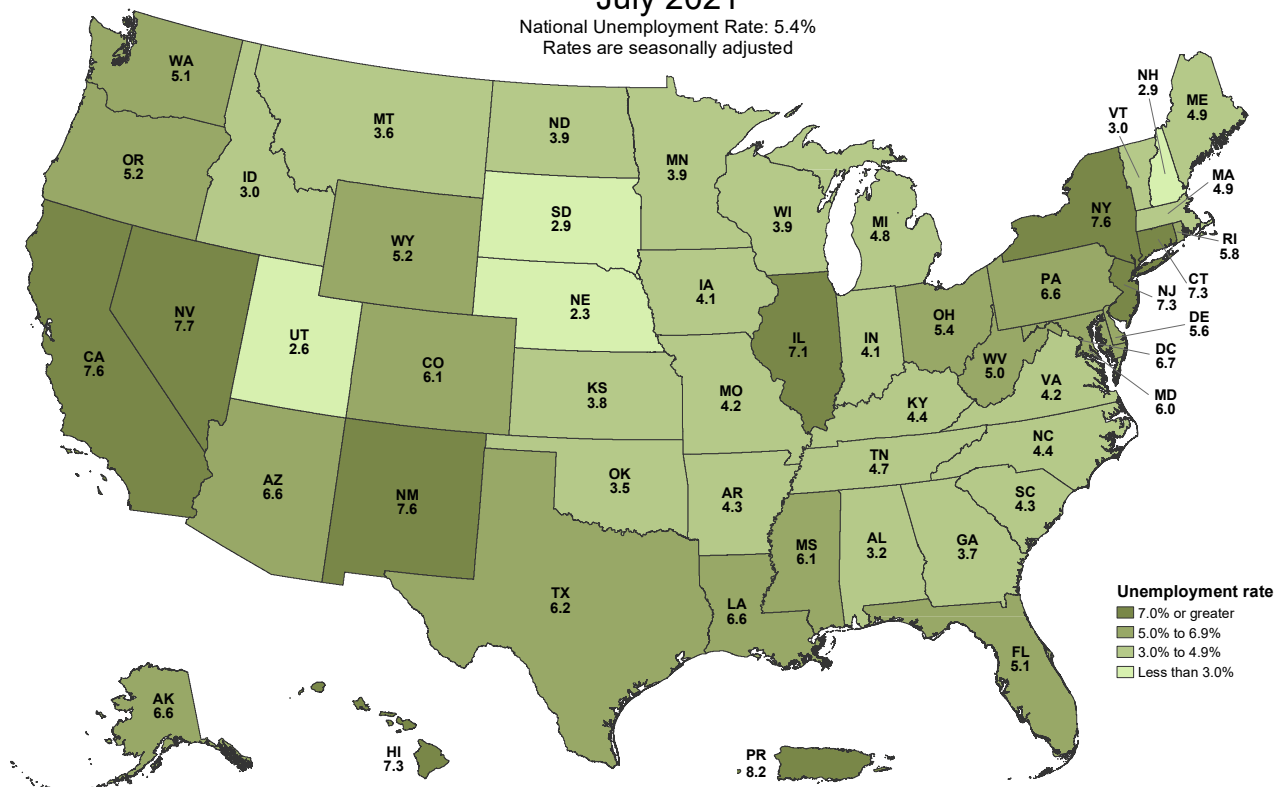 July 2021
National Unemployment Rate: 5.4%
Rates are seasonally adjusted
WA
5.1
OR
5.2
CA
7.6
NV
7.7
ID
3.0
MT
3.6
WY
5.2
UT
2.6
AZ
6.6
CO
6.1
NM
7.6
ND
3.9
SD
2.9
NE
2.3
KS
3.8
OK
3.5
TX
6.2
MN
3.9
IA
4.1
MO
4.2
AR
4.3
LA
6.6
WI
3.9
IL
7.1
MI
4.8
IN
4.1
OH
5.4
KY
4.4
TN
4.7
MS
6.1
AL
3.2
GA
3.7
FL
5.1
SC
4.3
NC
4.4
VA
4.2
WV
5.0
PA
6.6
NY
7.6
VT
3.0
NH
2.9
ME
4.9
MA
4.9
RI
5.8
CT
7.3
NJ
7.3
DE
5.6
DC
6.7
MD
6.0
AK
6.6
HI
7.3
PR
8.2
Unemployment rate
7.0% or greater
5.0% to 6.9%
3.0% to 4.9%
Less than 3.0%